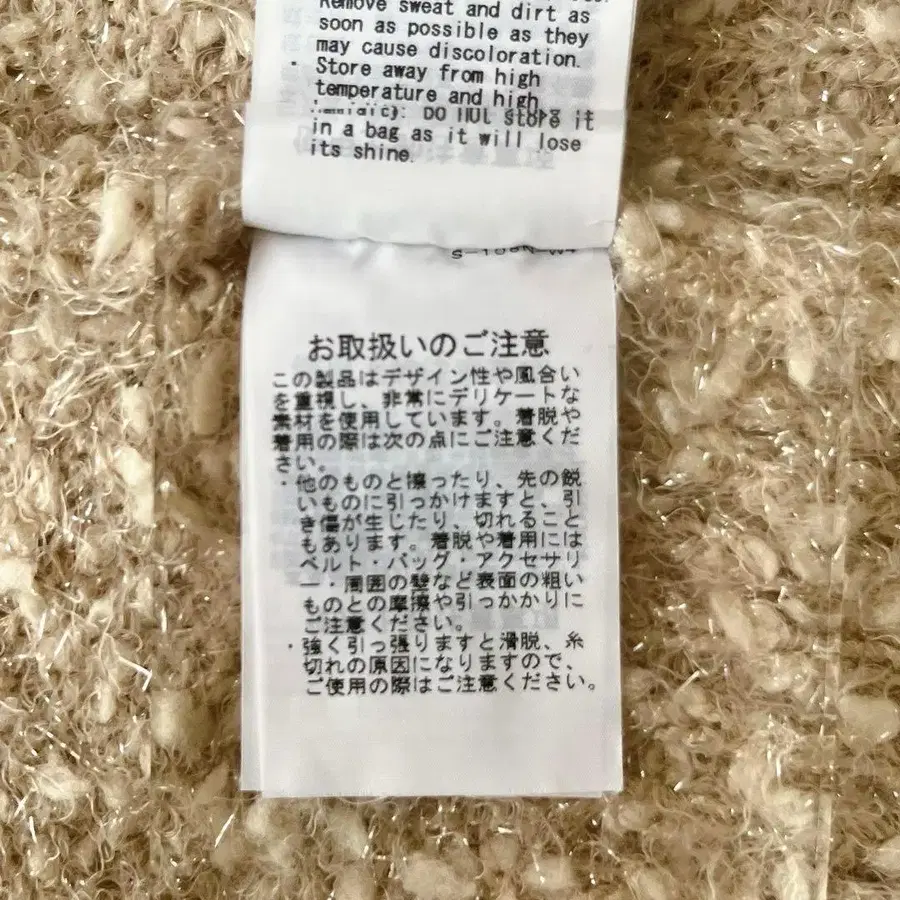 Remove sweat and dirt as
soon as possible as they
may cause discoloration.
· Store away from high
temperature and high
Do not store it
in a bag as it will lose
its shine.
お取扱いのご注意
この製品はデザイン性や風合い
を重視し、非常にデリケートな
素材を使用しています。着脱や
着用の際は次の点にご注意くだ
さい。
・他のものと擦ったり、先の鋭
いものに引っかけますと、引
き傷が生じたり、切れること
もあります。着脱や着用には
ベルト・バッグ・アクセサリ
ー・周囲の壁など表面の粗い
ものとの摩擦や引っかかりに
ご注意ください。
・強く引っ張りますと滑脱、糸
切れの原因になりますので、
ご使用の際はご注意ください。